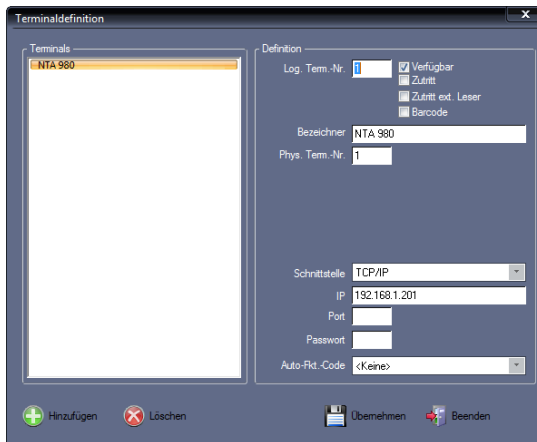 Terminaldefinition
x
Terminals
NTA 980
Definition
Log. Term.-Nr. 1
Verfügbar
Zutritt
Zutritt ext. Leser
Barcode
Bezeichner NTA 980
Phys. Term.-Nr. 1
Schnittstelle TCP/IP
IP 192.168.1.201
Port
Passwort
Auto-Fkt.-Code <Keine>
Hinzufügen Löschen Übernehmen Beenden